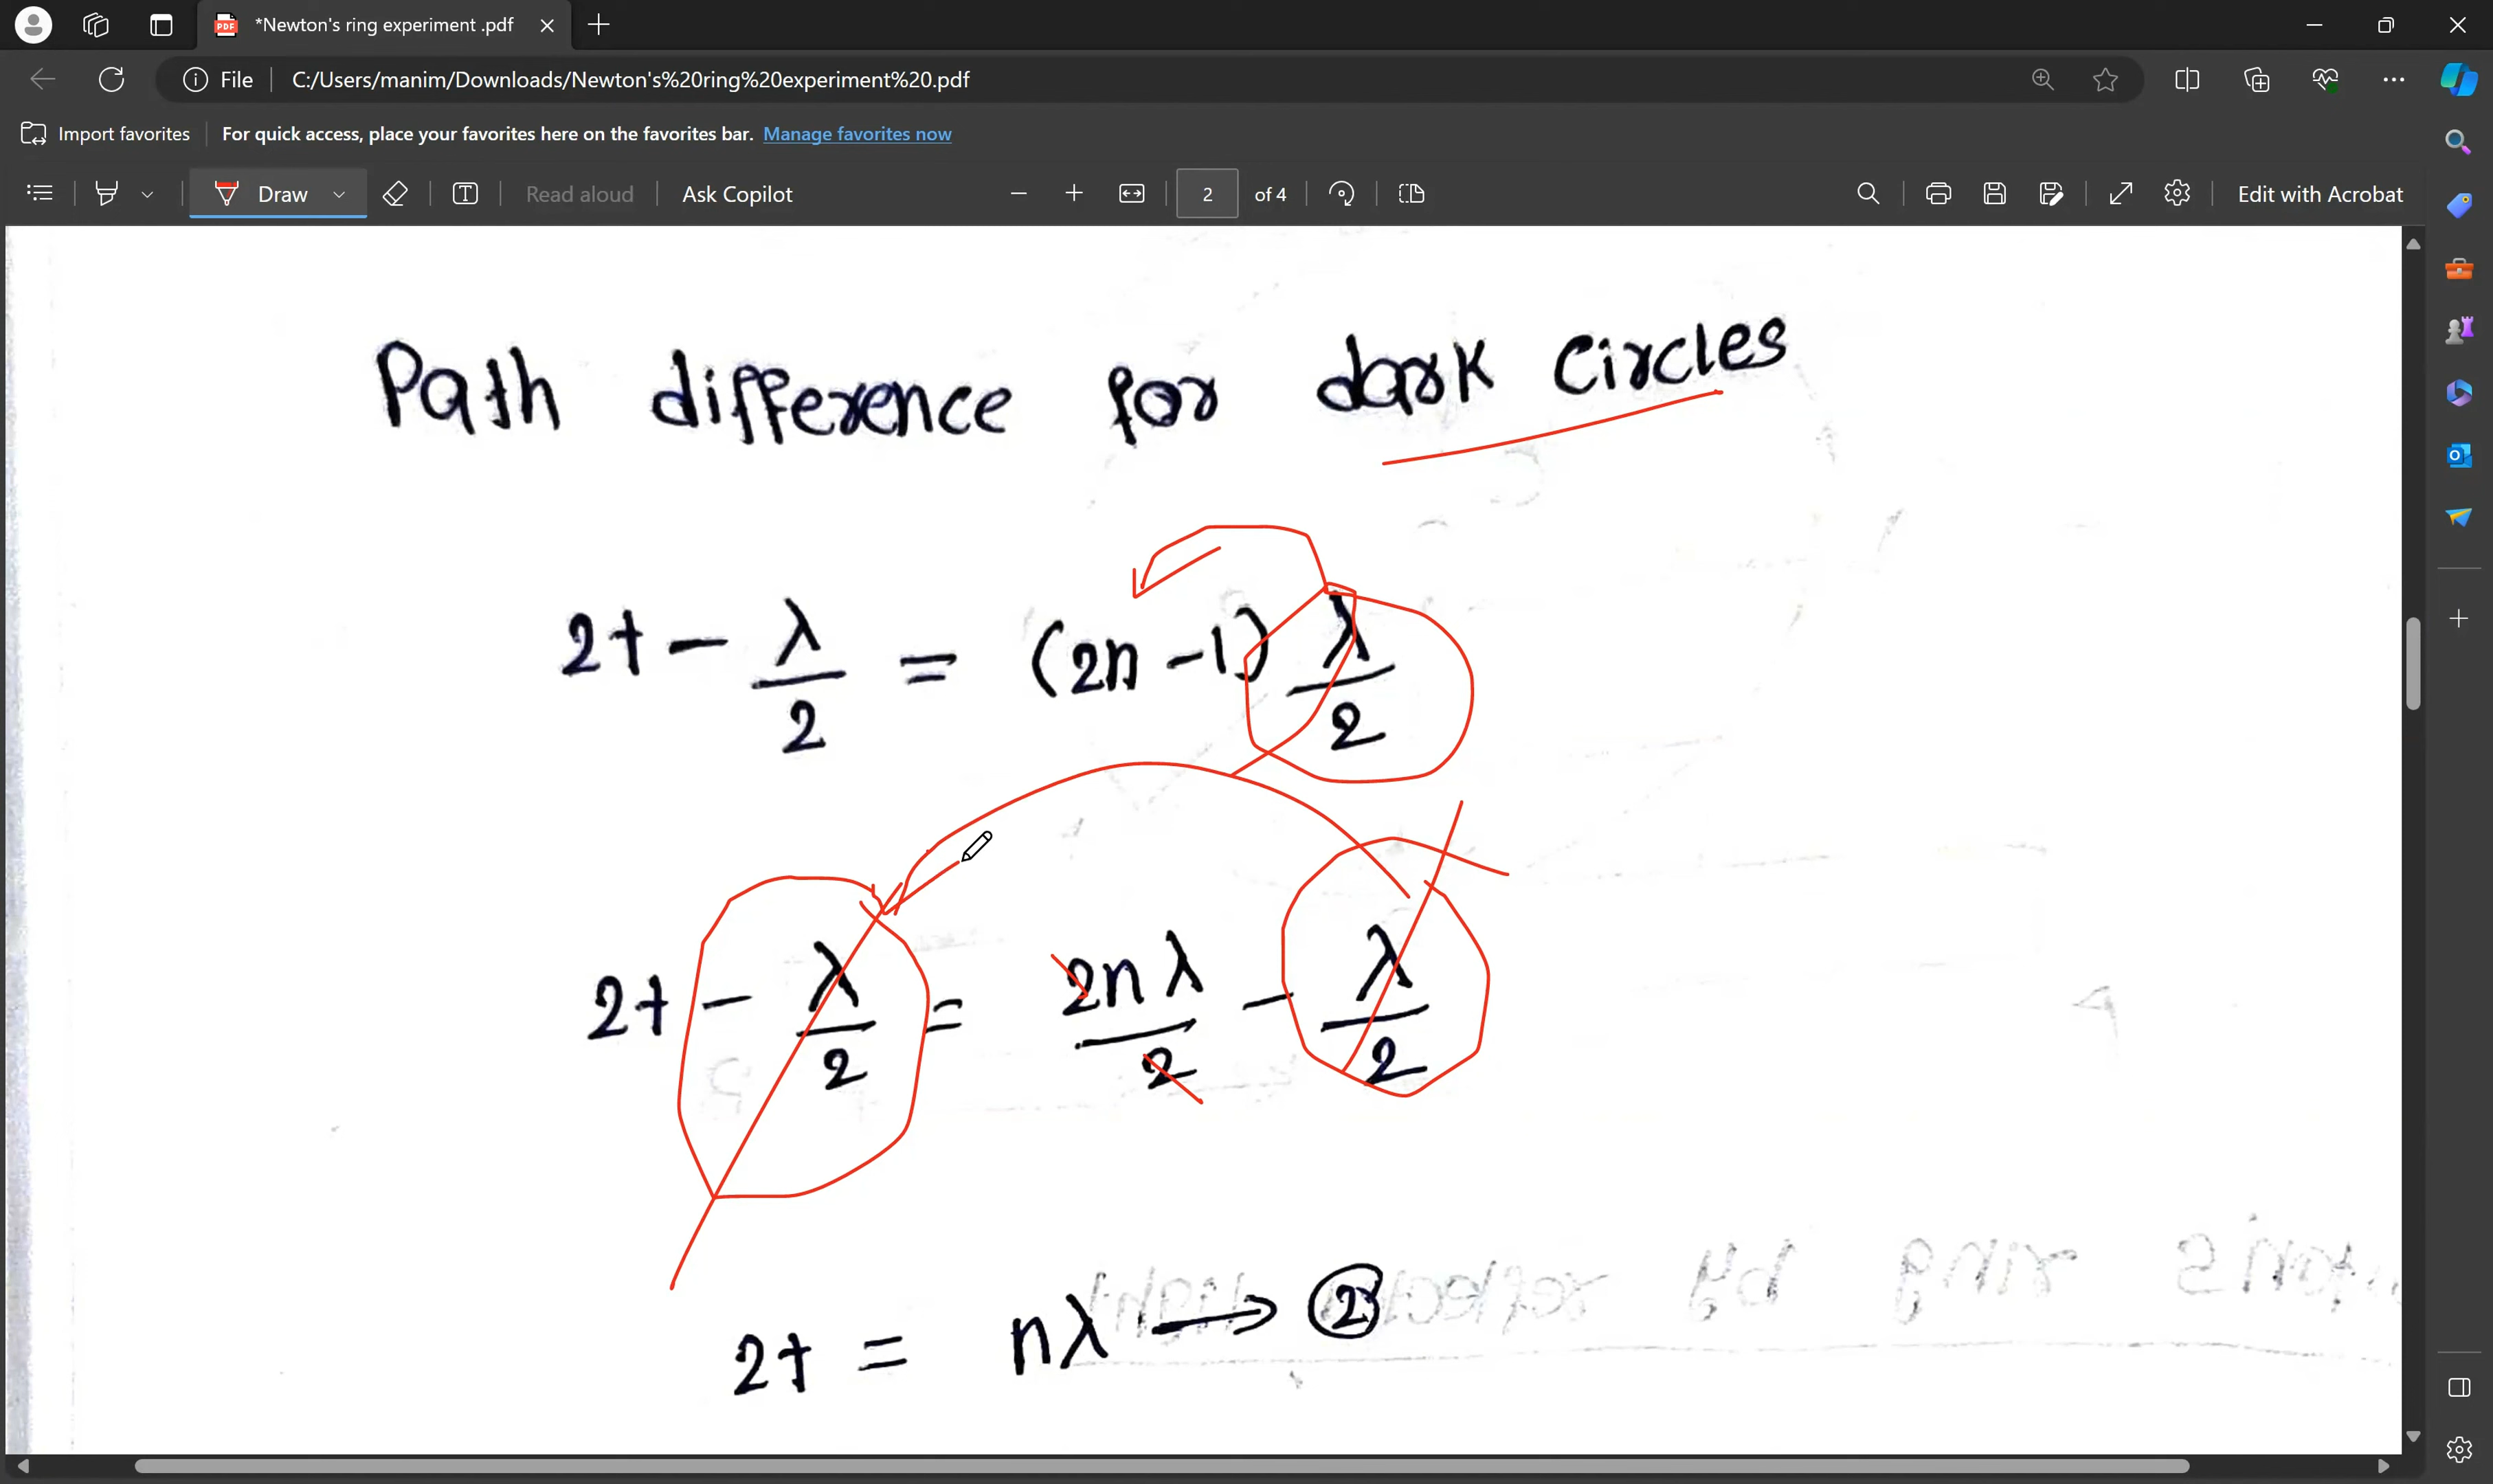 *Newton's ring experiment .pdf
File C:/Users/manim/Downloads/Newton's%20ring%20experiment%20.pdf
Import favorites For quick access, place your favorites here on the favorites bar. Manage favorites now
Draw Read aloud Ask Copilot 2 of 4 Edit with Acrobat
Path difference for dark circles
2t - λ/2 = (2n-1) λ/2
2t - λ/2 = 2nλ/2 - λ/2
2t = nλ → ②